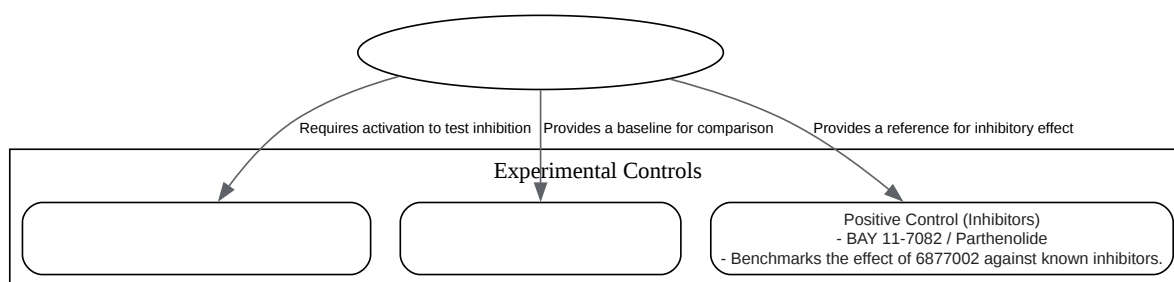 Requires activation to test inhibition
Provides a baseline for comparison
Provides a reference for inhibitory effect
Experimental Controls
Positive Control (Inhibitors)
- BAY 11-7082 / Parthenolide
- Benchmarks the effect of 6877002 against known inhibitors.